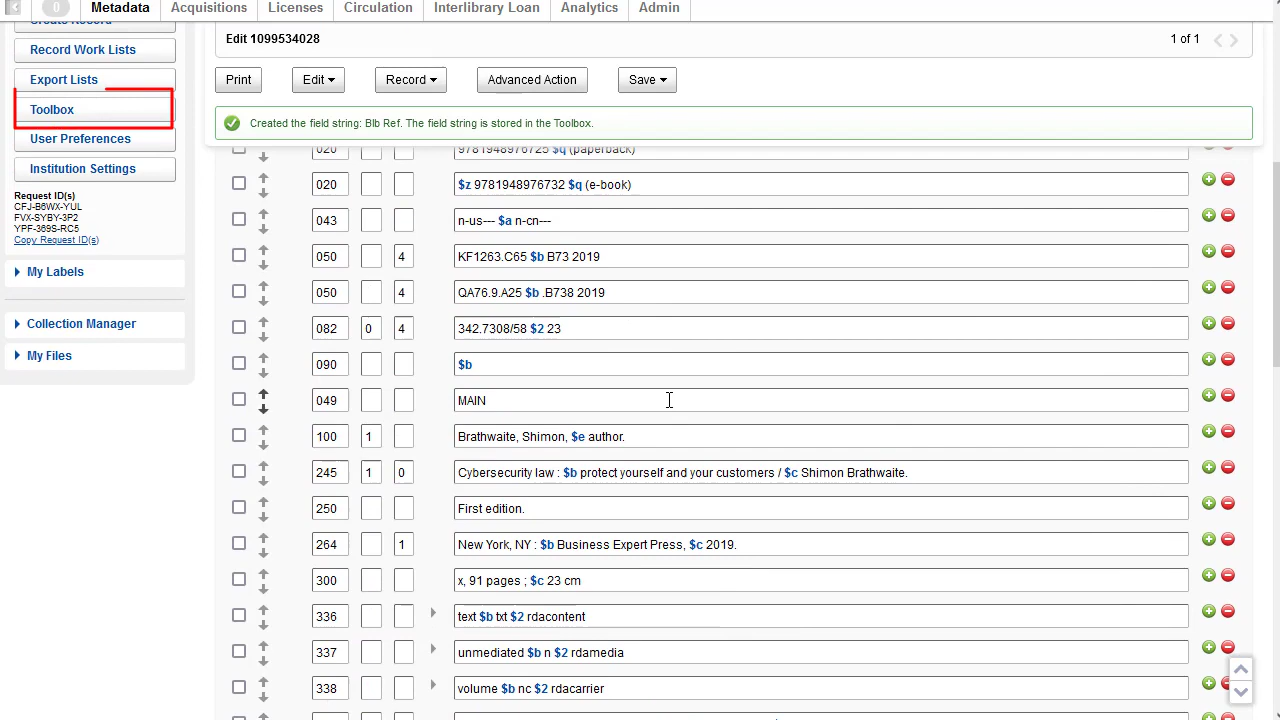 0 Metadata Acquisitions Licenses Circulation Interlibrary Loan Analytics Admin
Create Record
Record Work Lists
Export Lists
Toolbox
User Preferences
Institution Settings
Request ID(s)
CFJ-B6WX-YUL
FVX-SYBY-3P2
YPF-369S-RC5
Copy Request ID(s)
My Labels
Collection Manager
My Files
Edit 1099534028 1 of 1
Print Edit Record Advanced Action Save
Created the field string: Blb Ref. The field string is stored in the Toolbox.
020 9781948976725 $q (paperback)
020 $z 9781948976732 $q (e-book)
043 n-us--- $a n-cn---
050 4 KF1263.C65 $b B73 2019
050 4 QA76.9.A25 $b .B738 2019
082 0 4 342.7308/58 $2 23
090 $b
049 MAIN
100 1 Brathwaite, Shimon, $e author.
245 1 0 Cybersecurity law : $b protect yourself and your customers / $c Shimon Brathwaite.
250 First edition.
264 1 New York, NY : $b Business Expert Press, $c 2019.
300 x, 91 pages ; $c 23 cm
336 text $b txt $2 rdacontent
337 unmediated $b n $2 rdamedia
338 volume $b nc $2 rdacarrier